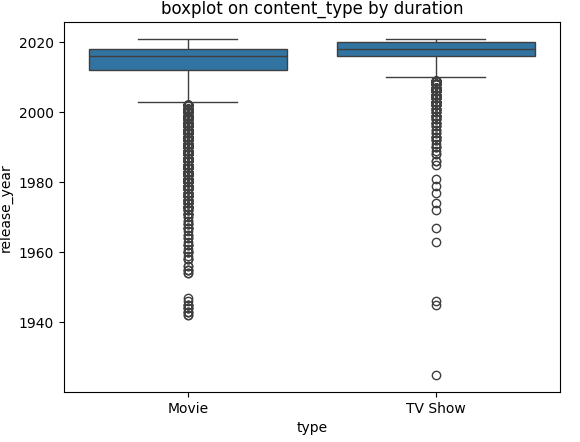 boxplot on content_type by duration
release_year
2020
2000
1980
1960
1940
Movie
TV Show
type